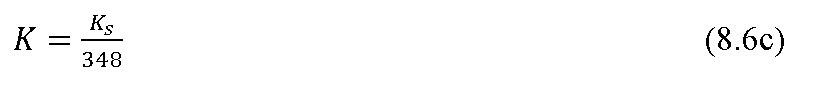 K = K_S/348 (8.6c)